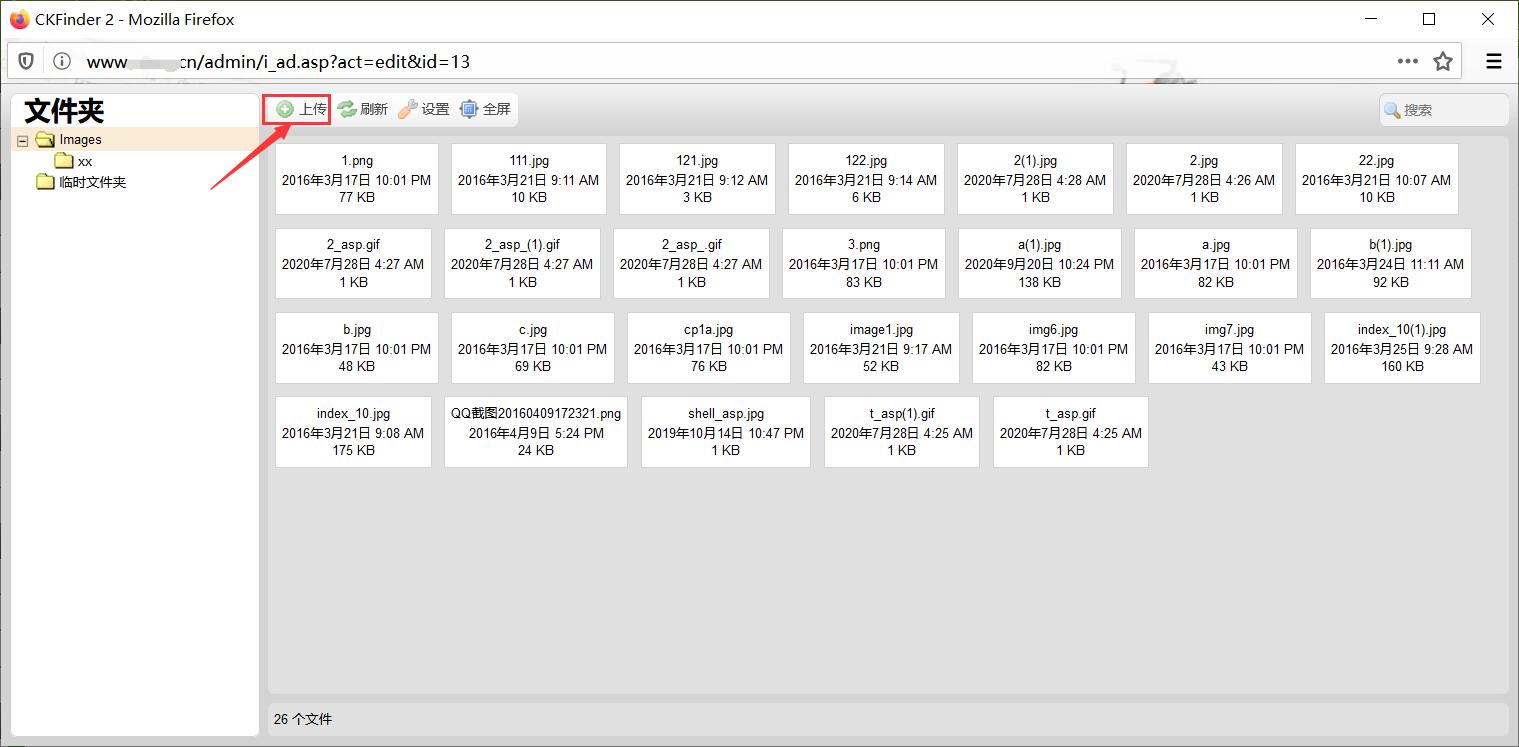 CKFinder 2 - Mozilla Firefox
www cn/admin/i_ad.asp?act=edit&id=13
文件夹
上传 刷新 设置 全屏 搜索
Images
xx
临时文件夹
1.png 111.jpg 121.jpg 122.jpg 2(1).jpg 2.jpg 22.jpg
2016年3月17日 10:01 PM 2016年3月21日 9:11 AM 2016年3月21日 9:12 AM 2016年3月21日 9:14 AM 2020年7月28日 4:28 AM 2020年7月28日 4:26 AM 2016年3月21日 10:07 AM
77 KB 10 KB 3 KB 6 KB 1 KB 1 KB 10 KB
2_asp.gif 2_asp_(1).gif 2_asp_.gif 3.png a(1).jpg a.jpg b(1).jpg
2020年7月28日 4:27 AM 2020年7月28日 4:27 AM 2020年7月28日 4:27 AM 2016年3月17日 10:01 PM 2020年9月20日 10:24 PM 2016年3月17日 10:01 PM 2016年3月24日 11:11 AM
1 KB 1 KB 1 KB 83 KB 138 KB 82 KB 92 KB
b.jpg c.jpg cp1a.jpg image1.jpg img6.jpg img7.jpg index_10(1).jpg
2016年3月17日 10:01 PM 2016年3月17日 10:01 PM 2016年3月17日 10:01 PM 2016年3月21日 9:17 AM 2016年3月17日 10:01 PM 2016年3月17日 10:01 PM 2016年3月25日 9:28 AM
48 KB 69 KB 76 KB 52 KB 82 KB 43 KB 160 KB
index_10.jpg QQ截图20160409172321.png shell_asp.jpg t_asp(1).gif t_asp.gif
2016年3月21日 9:08 AM 2016年4月9日 5:24 PM 2019年10月14日 10:47 PM 2020年7月28日 4:25 AM 2020年7月28日 4:25 AM
175 KB 24 KB 1 KB 1 KB 1 KB
26 个文件